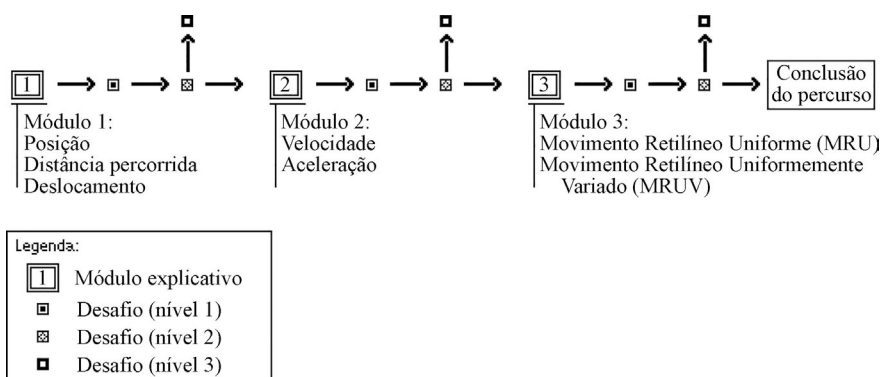 1
Módulo 1:
Posição
Distância percorrida
Deslocamento
2
Módulo 2:
Velocidade
Aceleração
3
Módulo 3:
Movimento Retilíneo Uniforme (MRU)
Movimento Retilíneo Uniformemente
Variado (MRUV)
Conclusão
do percurso
Legenda:
1 Módulo explicativo
Desafio (nível 1)
Desafio (nível 2)
Desafio (nível 3)